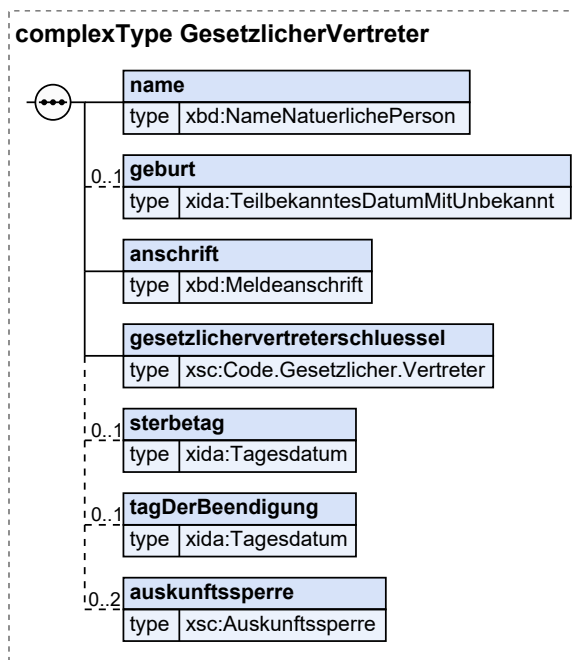 complexType GesetzlicherVertreter
name
type xbd:NameNatuerlichePerson
0..1 geburt
type xida:TeilbekanntesDatumMitUnbekannt
anschrift
type xbd:Meldeanschrift
gesetzlichervertreterschluessel
type xsc:Code.Gesetzlicher.Vertreter
0..1 sterbetag
type xida:Tagesdatum
0..1 tagDerBeendigung
type xida:Tagesdatum
0..2 auskunftssperre
type xsc:Auskunftssperre